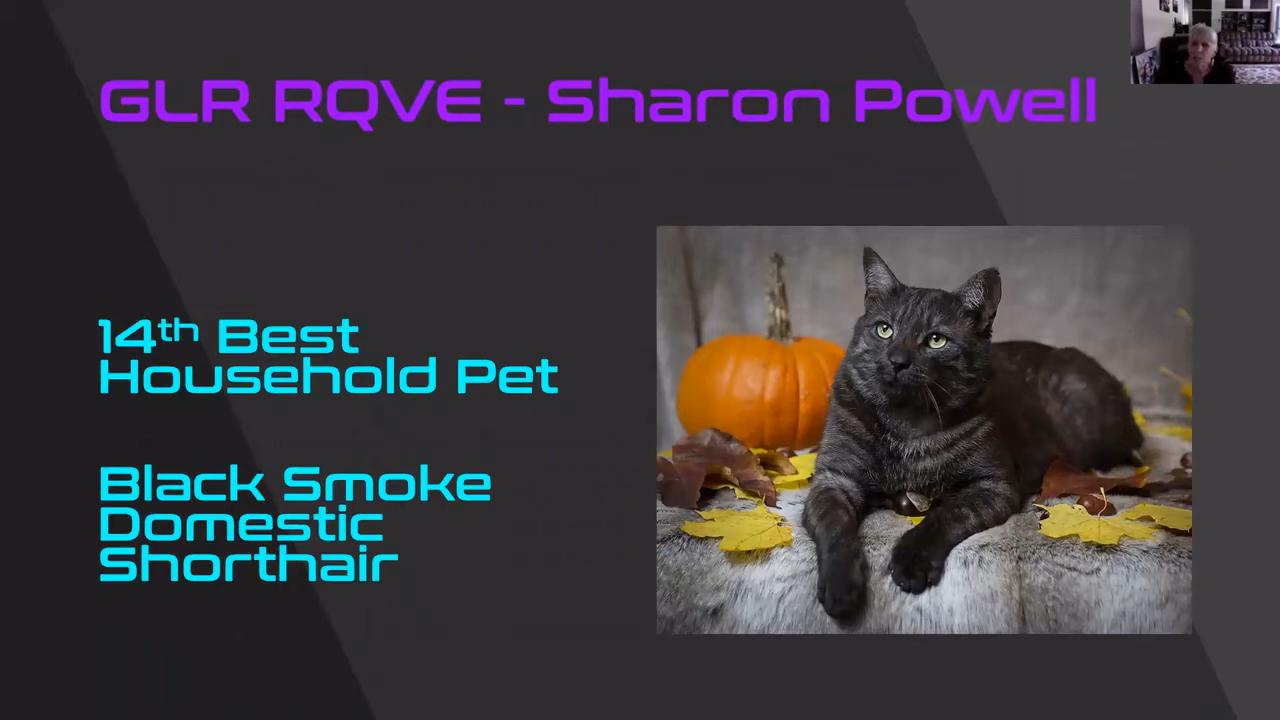 GLR RQVE - Sharon Powell
14th Best
Household Pet
Black Smoke
Domestic
Shorthair